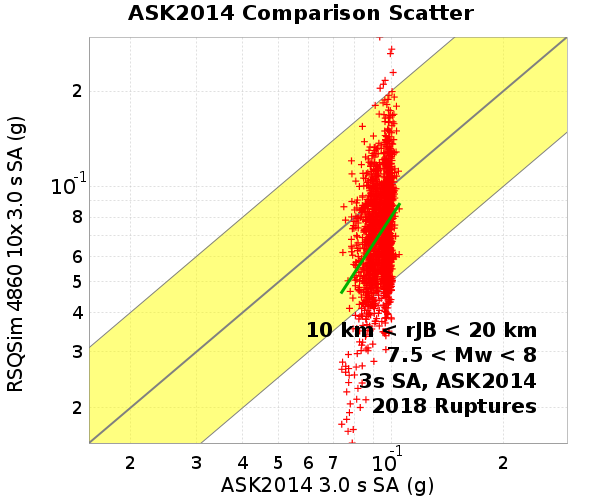 ASK2014 Comparison Scatter
RSQSim 4860 10x 3.0 s SA (g)
2
10-1
8
6
5
4
3
2
10 km < rJB < 20 km
7.5 < Mw < 8
3s SA, ASK2014
2018 Ruptures
2 3 4 5 6 7 10-1 2
ASK2014 3.0 s SA (g)